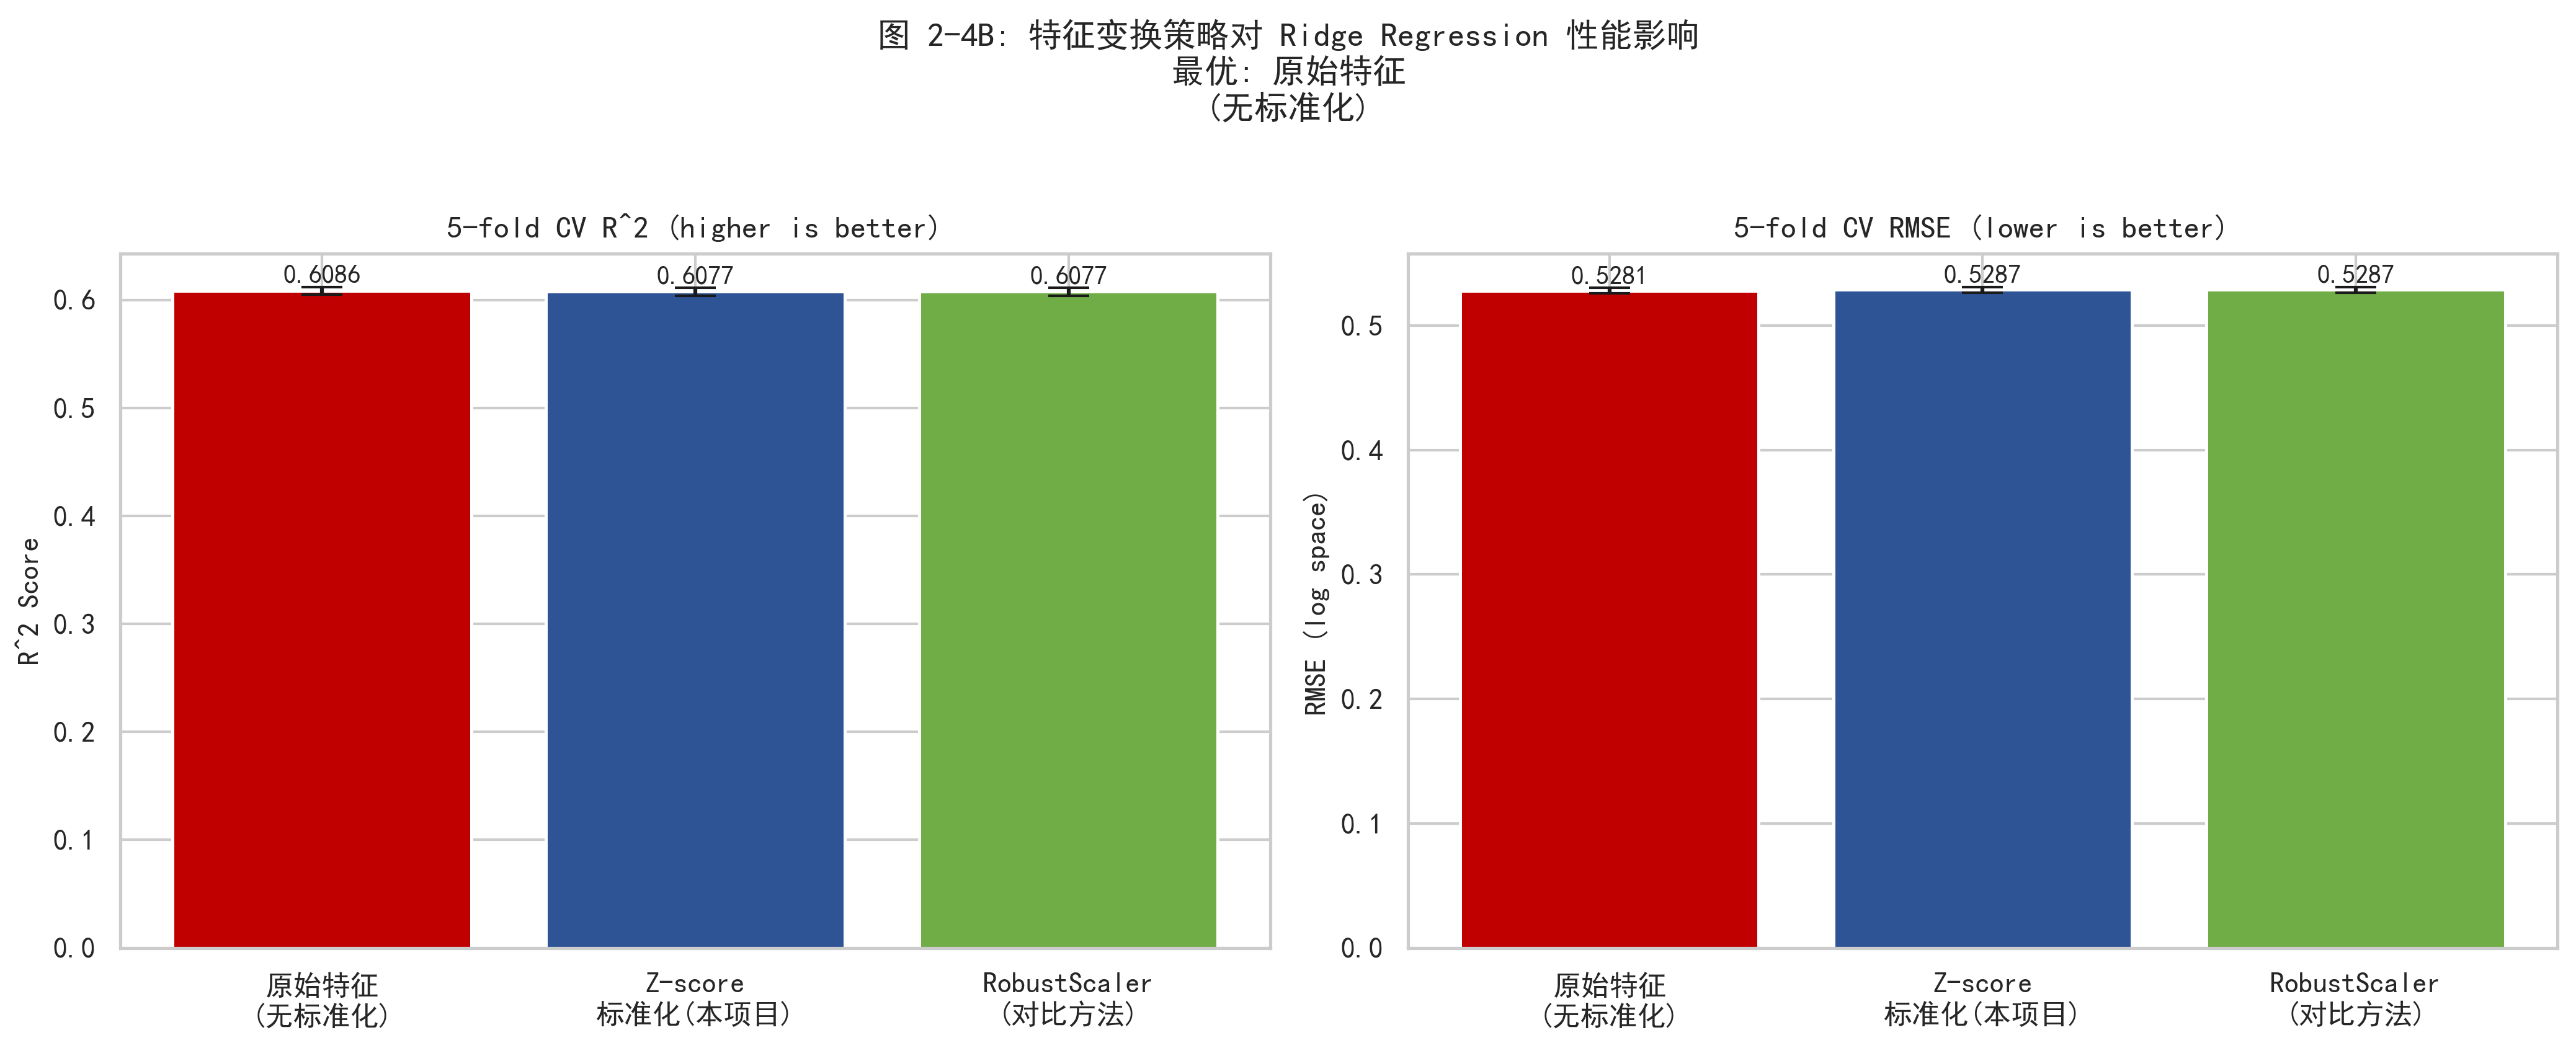 图 2-4B: 特征变换策略对 Ridge Regression 性能影响
最优: 原始特征
(无标准化)
5-fold CV R^2 (higher is better)
R^2 Score
0.6
0.5
0.4
0.3
0.2
0.1
0.0
0.6086
0.6077
0.6077
原始特征
(无标准化)
Z-score
标准化(本项目)
RobustScaler
(对比方法)
5-fold CV RMSE (lower is better)
RMSE (log space)
0.5
0.4
0.3
0.2
0.1
0.0
0.5281
0.5287
0.5287
原始特征
(无标准化)
Z-score
标准化(本项目)
RobustScaler
(对比方法)